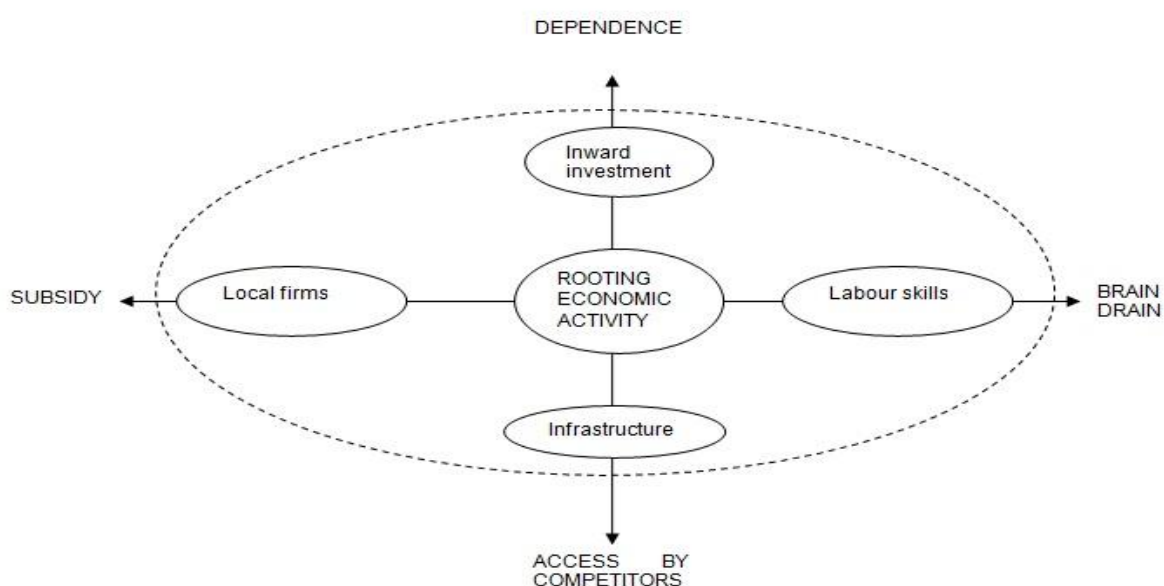 DEPENDENCE
Inward
investment
SUBSIDY
Local firms
ROOTING
ECONOMIC
ACTIVITY
Labour skills
BRAIN
DRAIN
Infrastructure
ACCESS BY
COMPETITORS